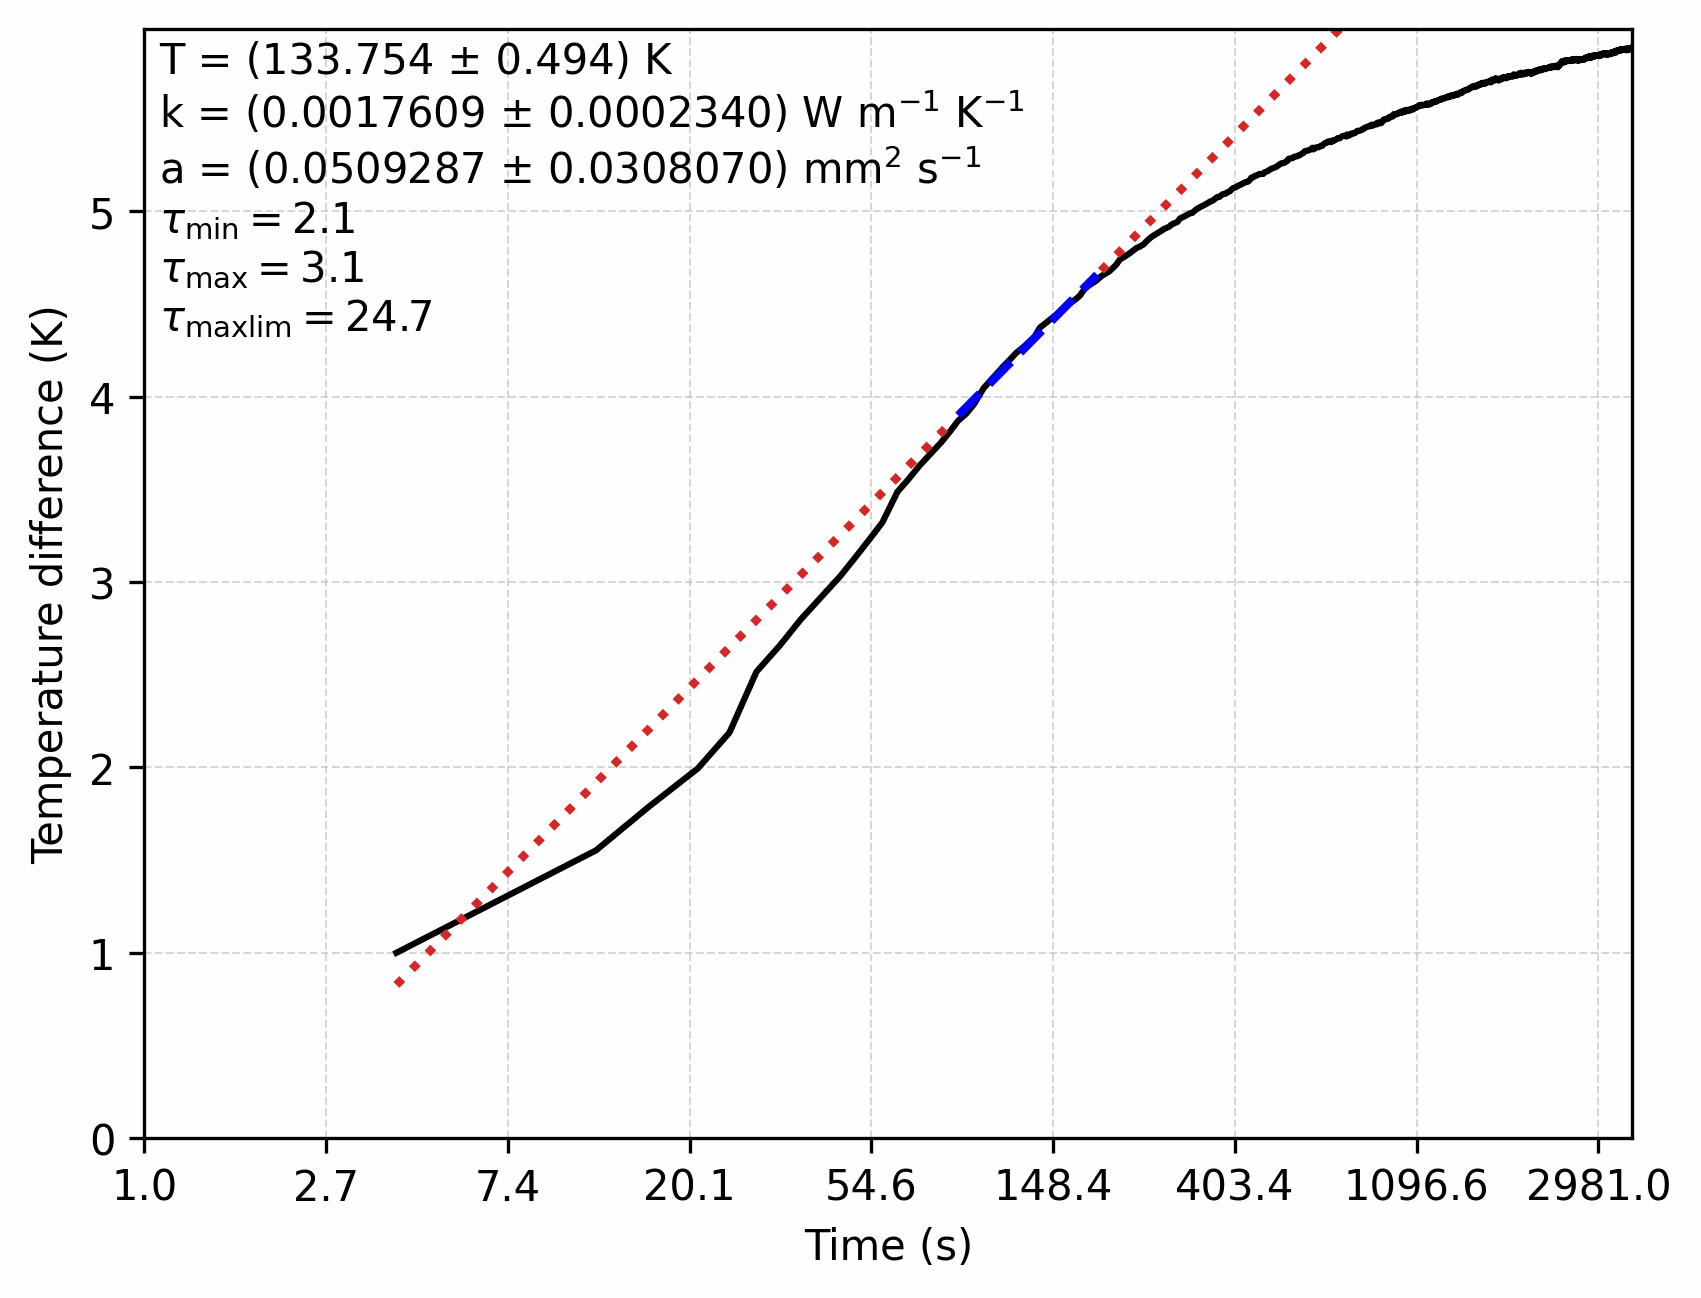 T = (133.754 ± 0.494) K
k = (0.0017609 ± 0.0002340) W m⁻¹ K⁻¹
a = (0.0509287 ± 0.0308070) mm² s⁻¹
τmin = 2.1
τmax = 3.1
τmaxlim = 24.7
Temperature difference (K)
5
4
3
2
1
0
1.0 2.7 7.4 20.1 54.6 148.4 403.4 1096.6 2981.0
Time (s)